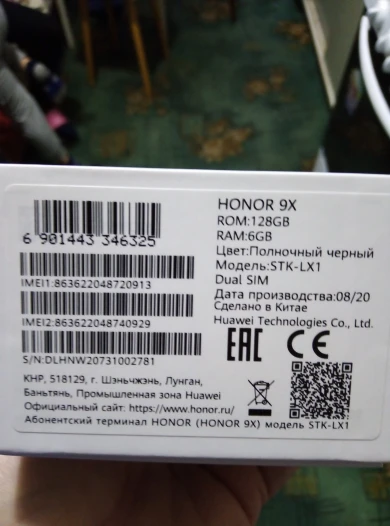 HONOR 9X
ROM:128GB
RAM:6GB
Цвет:Полночный черный
Модель:STK-LX1
Dual SIM
Дата производства:08/20
Сделано в Китае
Huawei Technologies Co., Ltd.
6 901443 346325
IMEI1:863622048720913
IMEI2:863622048740929
S/N:DLHNW20731002781
EAC CE
КНР, 518129, г. Шэньчжэнь, Лунган,
Баньтянь, Промышленная зона Huawei
Официальный сайт: https://www.honor.ru/
Абонентский терминал HONOR (HONOR 9X) модель STK-LX1